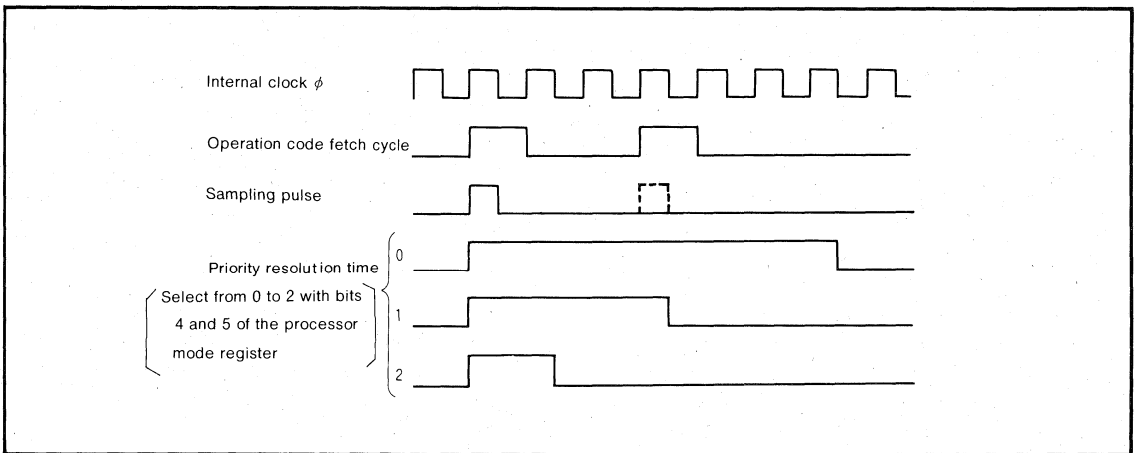 Internal clock ϕ
Operation code fetch cycle
Sampling pulse
Priority resolution time
Select from 0 to 2 with bits
4 and 5 of the processor
mode register
0
1
2